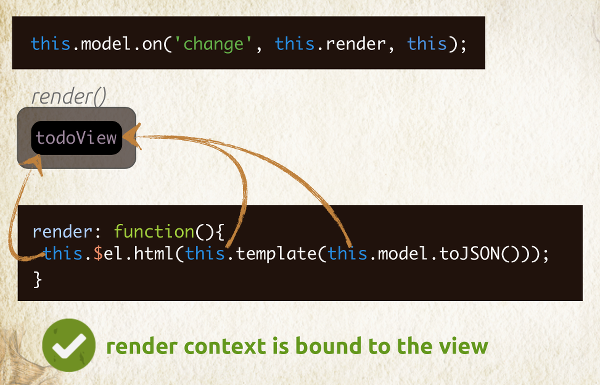 this.model.on('change', this.render, this);
render()
todoView
render: function(){
this.$el.html(this.template(this.model.toJSON()));
}
render context is bound to the view